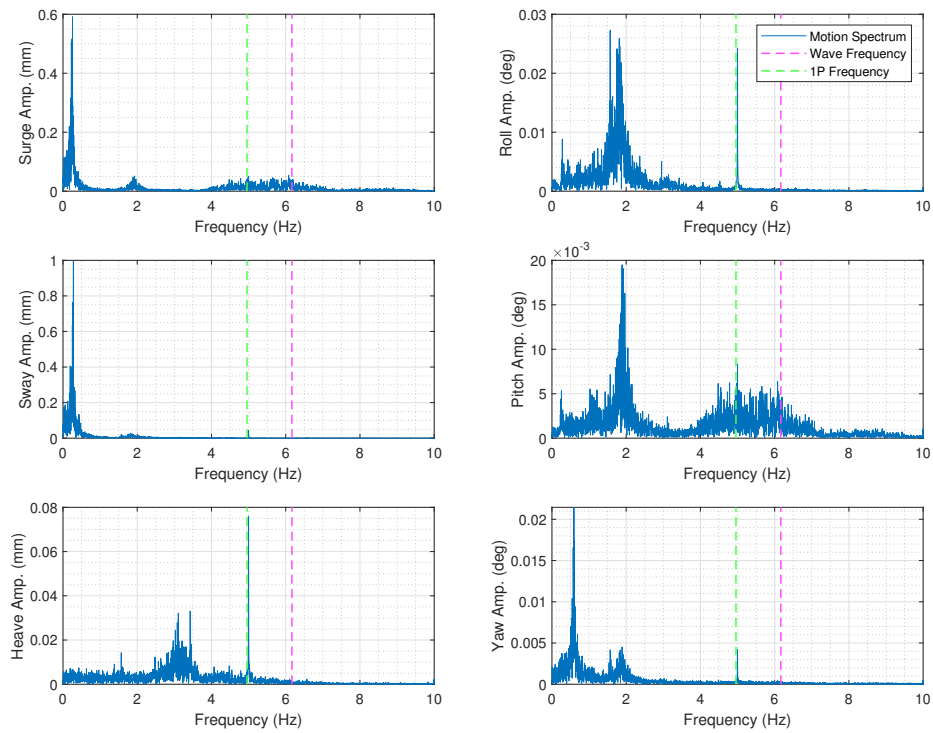 Surge Amp. (mm)
0.6
0.4
0.2
0
0 2 4 6 8 10
Frequency (Hz)
Roll Amp. (deg)
0.03
0.02
0.01
0
0 2 4 6 8 10
Frequency (Hz)
Motion Spectrum
Wave Frequency
1P Frequency
Sway Amp. (mm)
1
0.8
0.6
0.4
0.2
0
0 2 4 6 8 10
Frequency (Hz)
Pitch Amp. (deg)
×10⁻³
20
15
10
5
0
0 2 4 6 8 10
Frequency (Hz)
Heave Amp. (mm)
0.08
0.06
0.04
0.02
0
0 2 4 6 8 10
Frequency (Hz)
Yaw Amp. (deg)
0.02
0.015
0.01
0.005
0
0 2 4 6 8 10
Frequency (Hz)